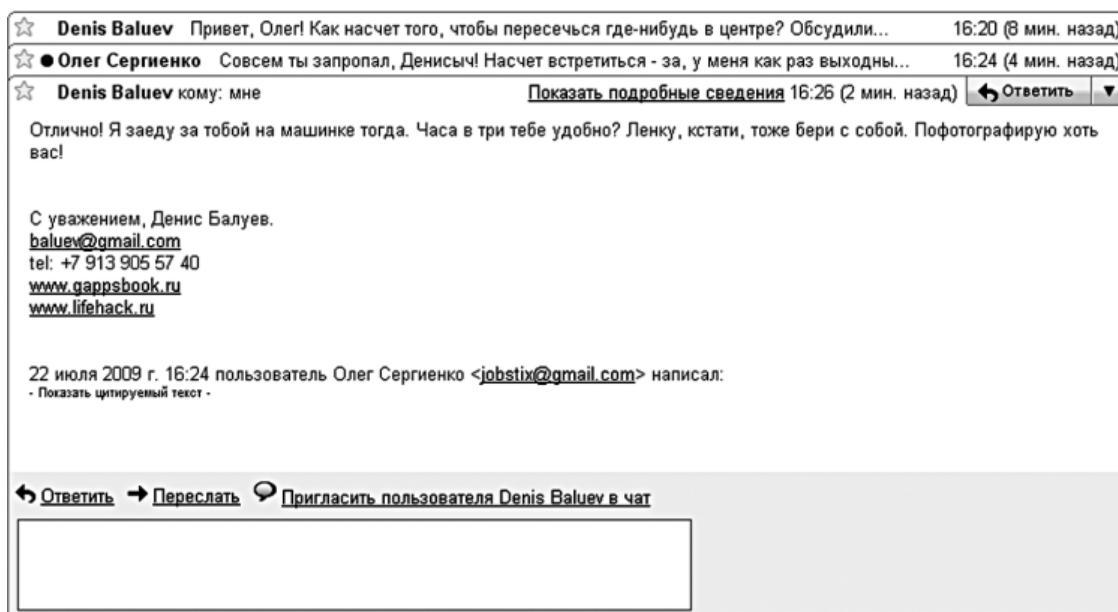 Denis Baluev Привет, Олег! Как насчет того, чтобы пересечься где-нибудь в центре? Обсудили... 16:20 (8 мин. назад)
Олег Сергиенко Совсем ты запропал, Денисыч! Насчет встретиться - за, у меня как раз выходны... 16:24 (4 мин. назад)
Denis Baluev кому: мне Показать подробные сведения 16:26 (2 мин. назад) Ответить
Отлично! Я заеду за тобой на машинке тогда. Часа в три тебе удобно? Ленку, кстати, тоже бери с собой. Пофотографирую хоть
вас!
С уважением, Денис Балуев.
baluev@gmail.com
tel: +7 913 905 57 40
www.gappsbook.ru
www.lifehack.ru
22 июля 2009 г. 16:24 пользователь Олег Сергиенко <jobstix@gmail.com> написал:
- Показать цитируемый текст -
Ответить Переслать Пригласить пользователя Denis Baluev в чат